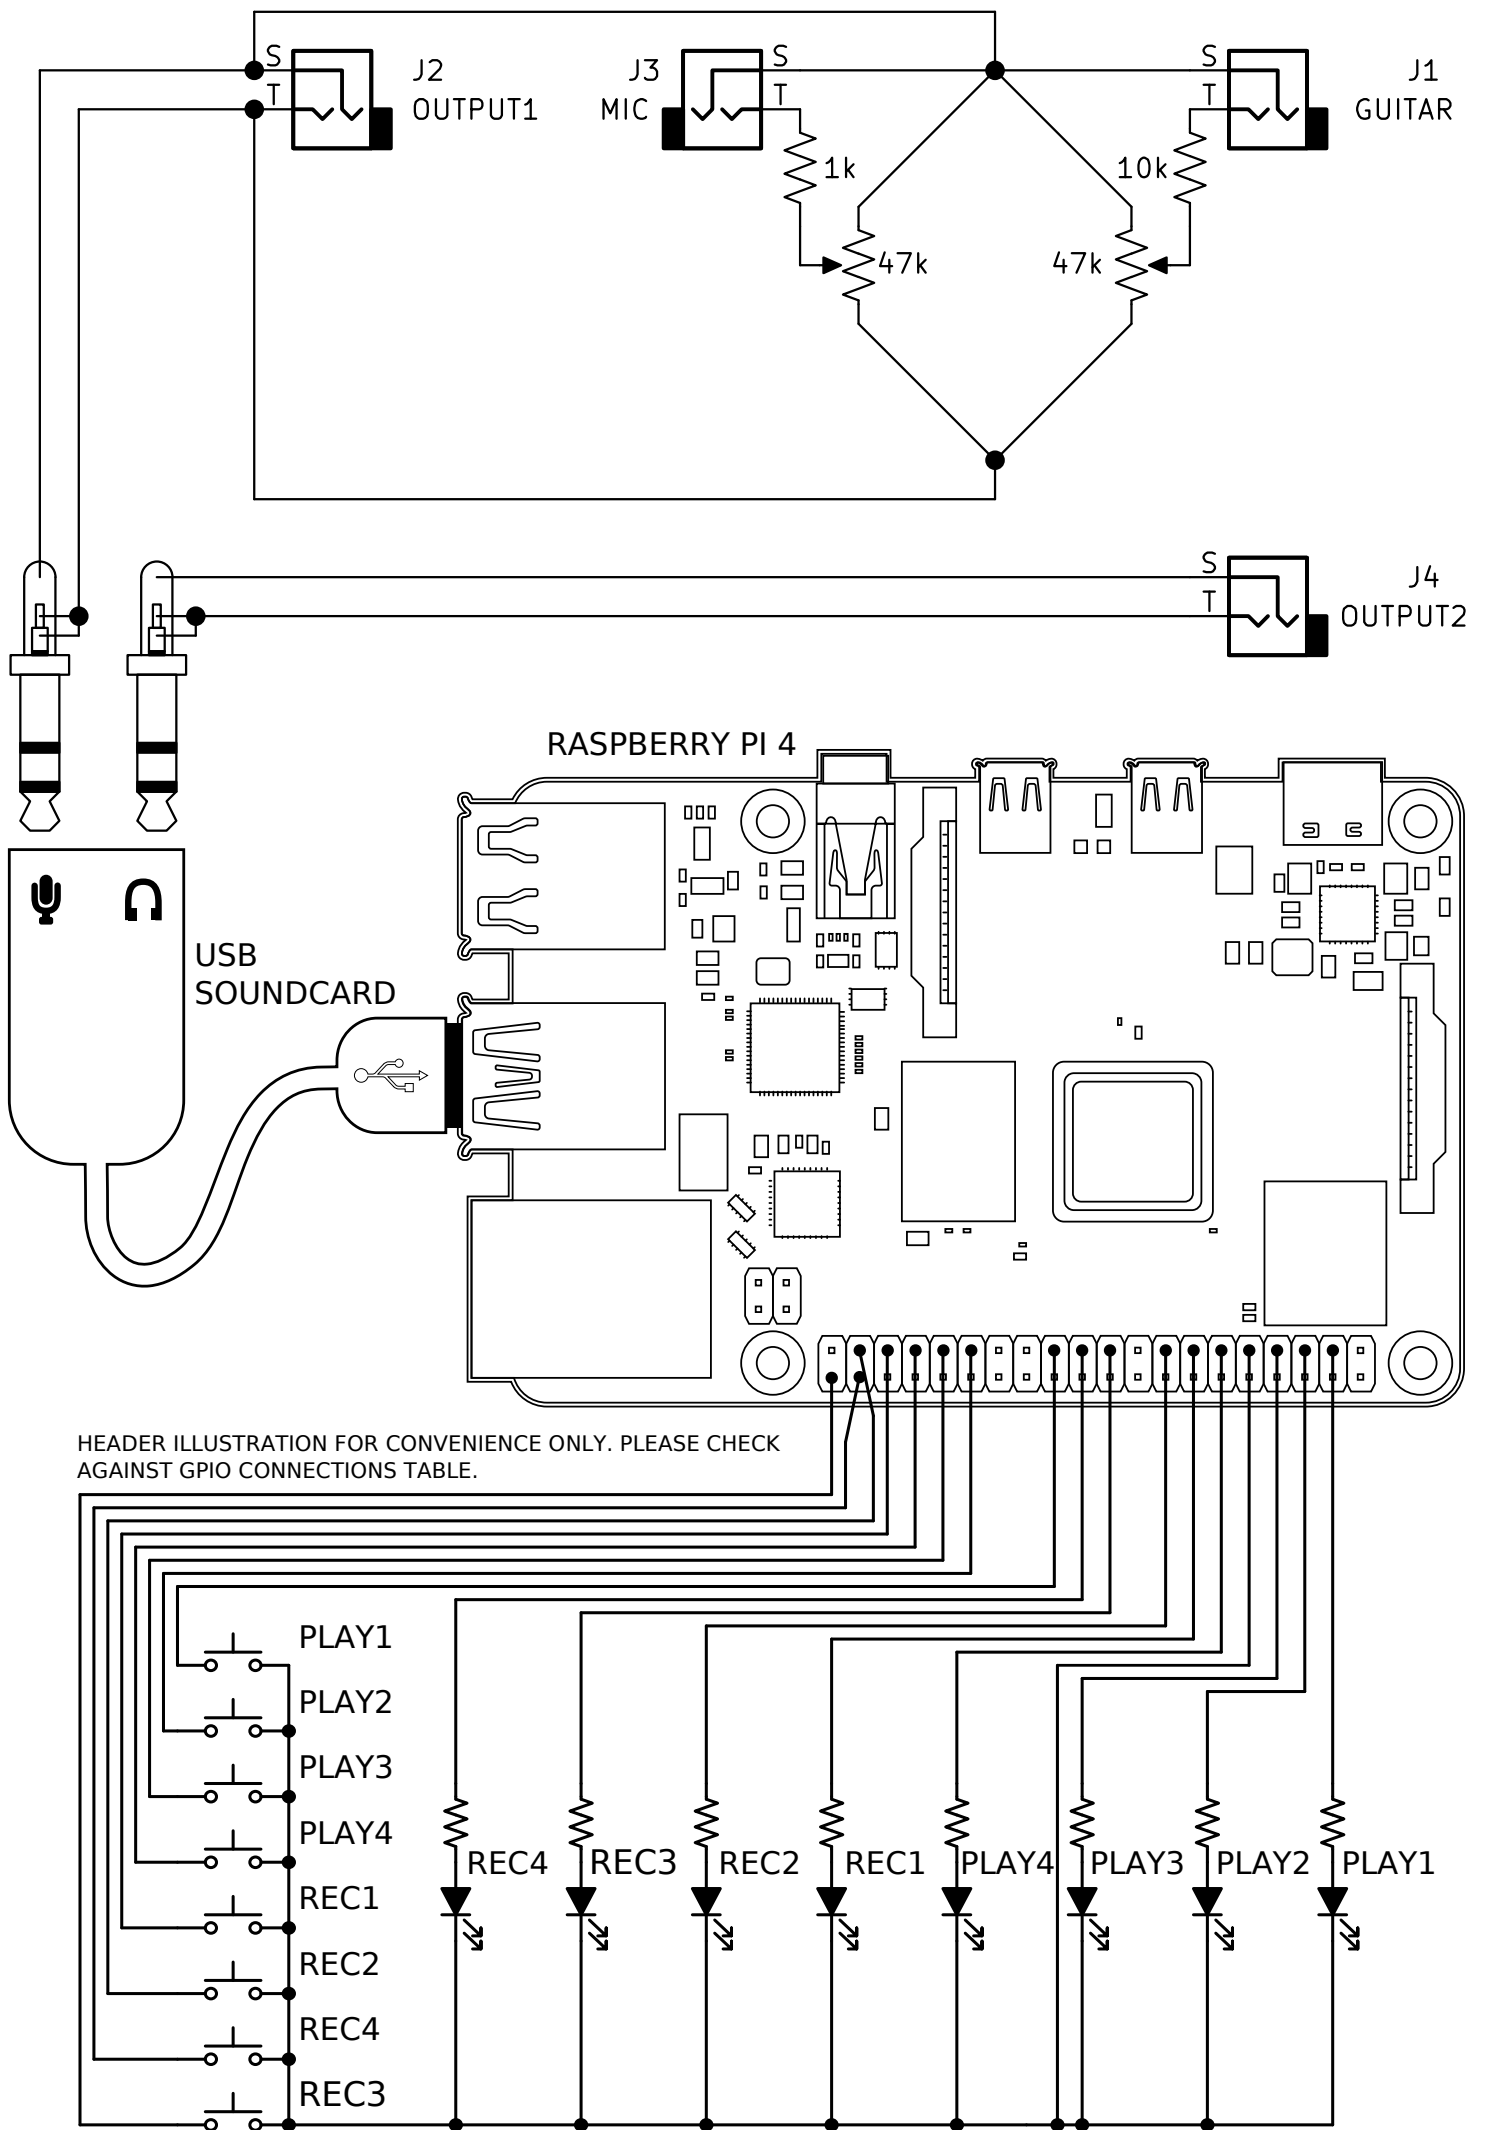 S
J2
T
OUTPUT1
J3
S
MIC
T
S
J1
T
GUITAR
1k
10k
47k
47k
S
J4
T
OUTPUT2
RASPBERRY PI 4
USB
SOUNDCARD
HEADER ILLUSTRATION FOR CONVENIENCE ONLY. PLEASE CHECK
AGAINST GPIO CONNECTIONS TABLE.
PLAY1
PLAY2
PLAY3
PLAY4
REC1
REC2
REC4
REC3
REC4
REC3
REC2
REC1
PLAY4
PLAY3
PLAY2
PLAY1